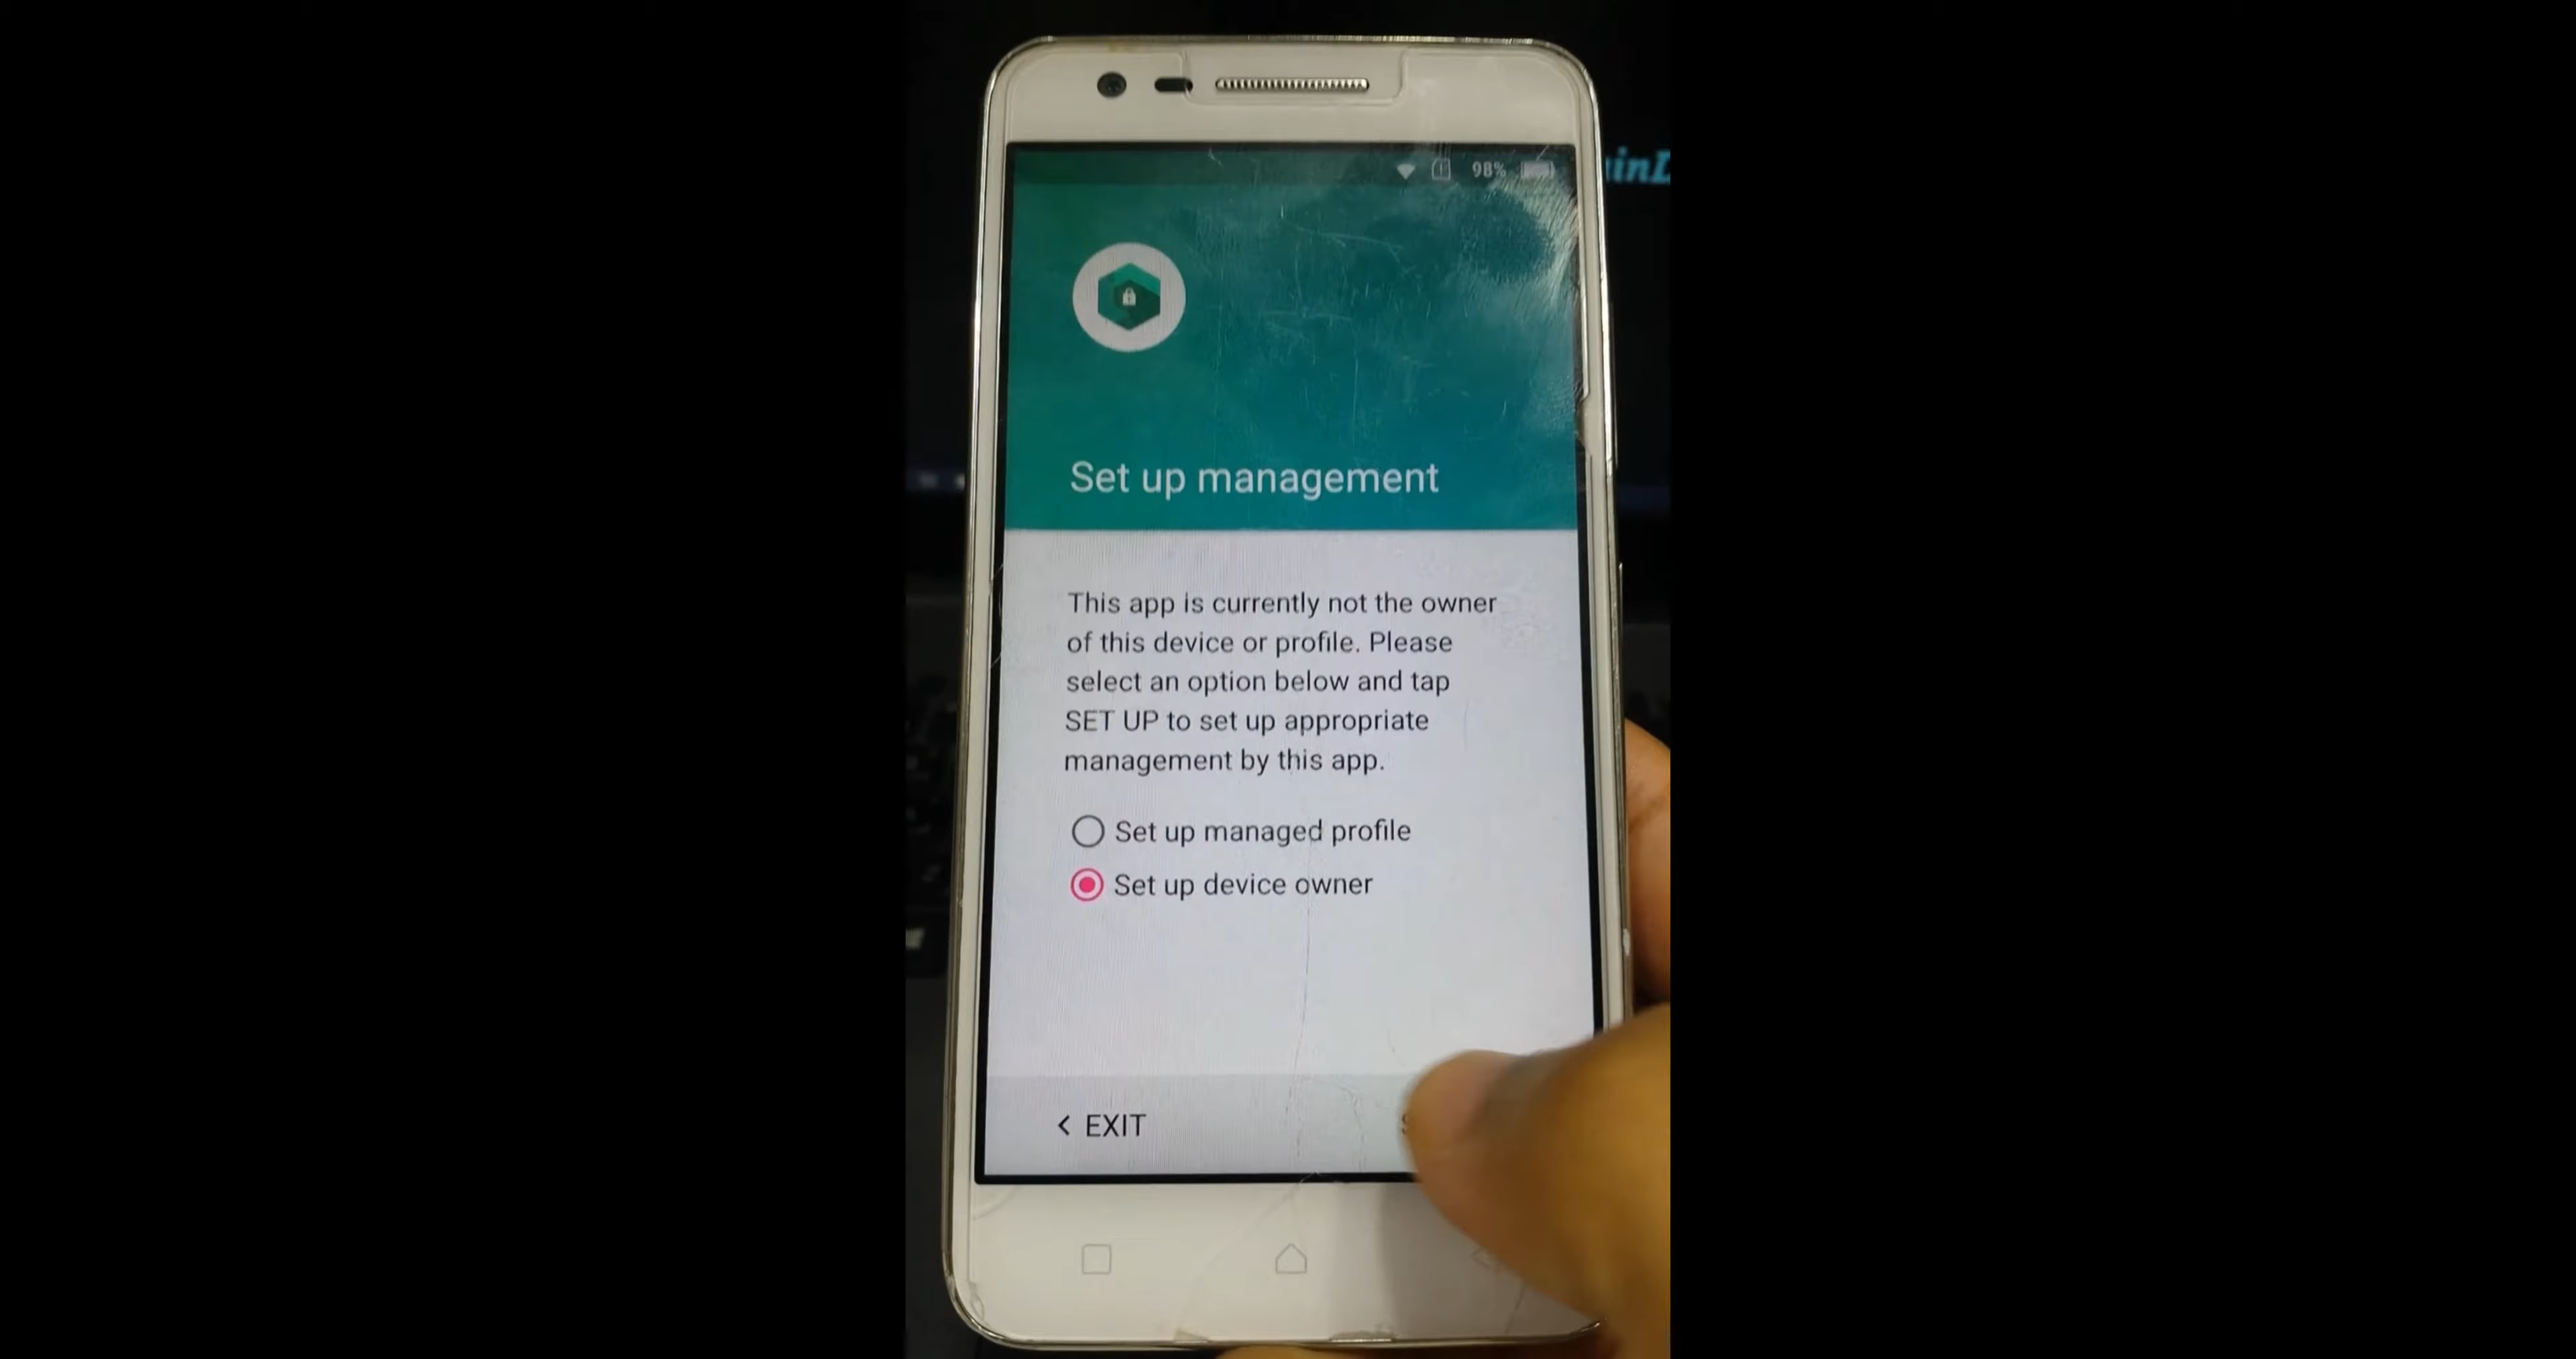 98%
Set up management
This app is currently not the owner
of this device or profile. Please
select an option below and tap
SET UP to set up appropriate
management by this app.
Set up managed profile
Set up device owner
< EXIT